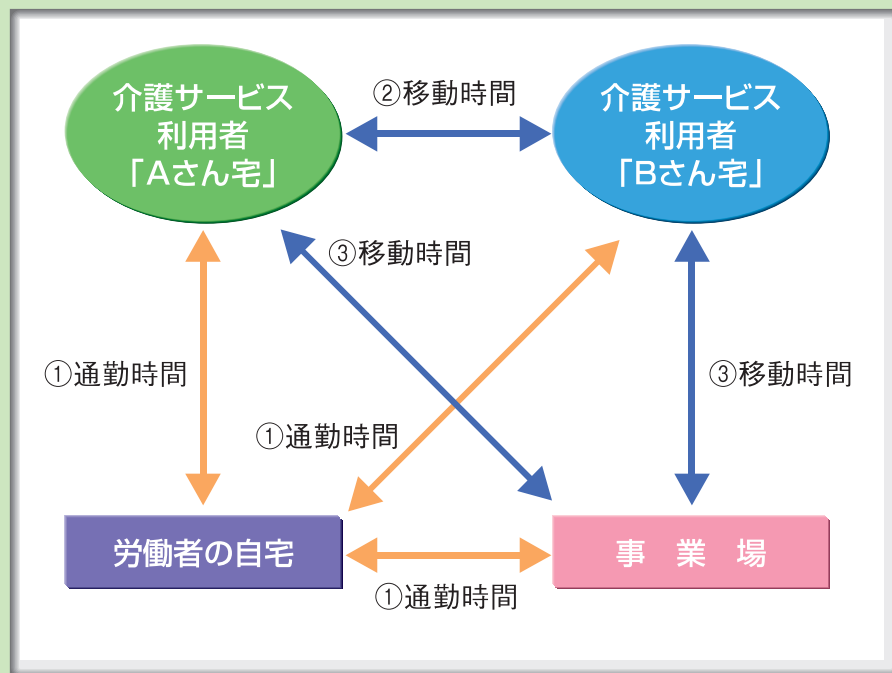 介護サービス
利用者
「Aさん宅」
②移動時間
介護サービス
利用者
「Bさん宅」
③移動時間
①通勤時間
③移動時間
①通勤時間
労働者の自宅
事業場
①通勤時間